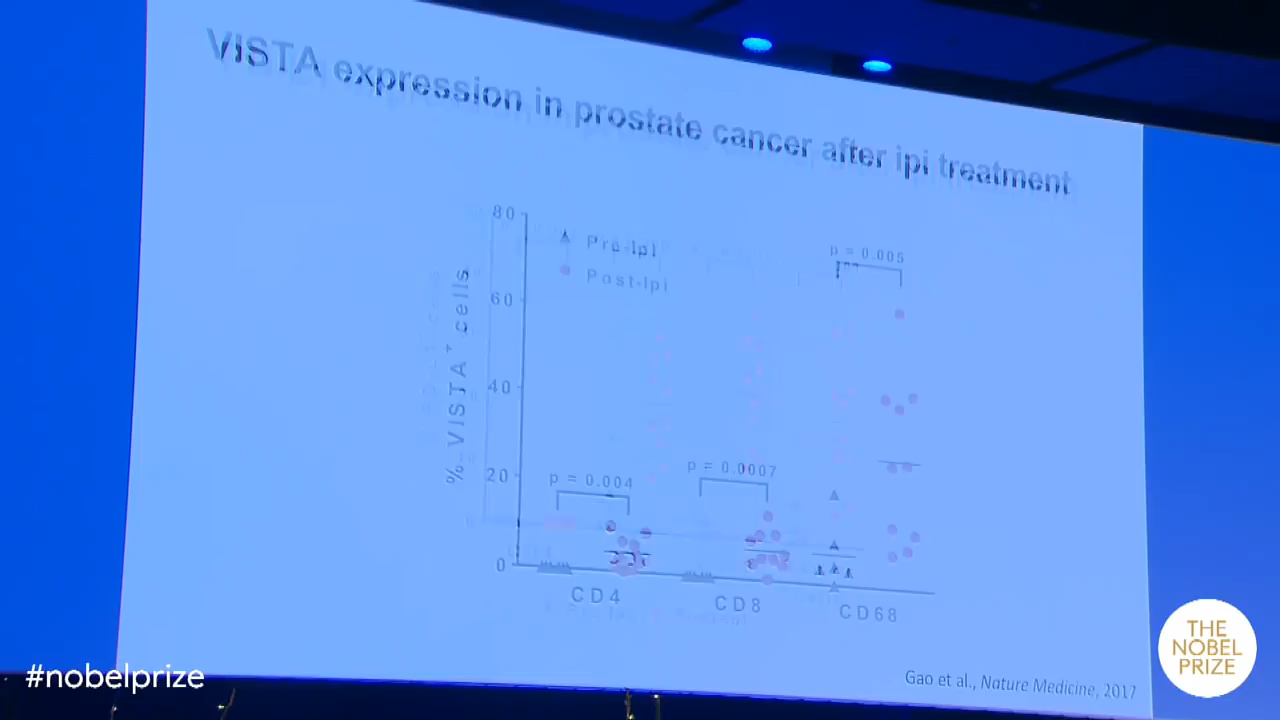 VISTA expression in prostate cancer after ipi treatment
80
60
40
20
0
% VISTA⁺ cells
Pre-Ipi
Post-Ipi
p = 0.004
p = 0.0007
p = 0.005
CD4
CD8
CD68
Gao et al., Nature Medicine, 2017
#nobelprize
THE
NOBEL
PRIZE